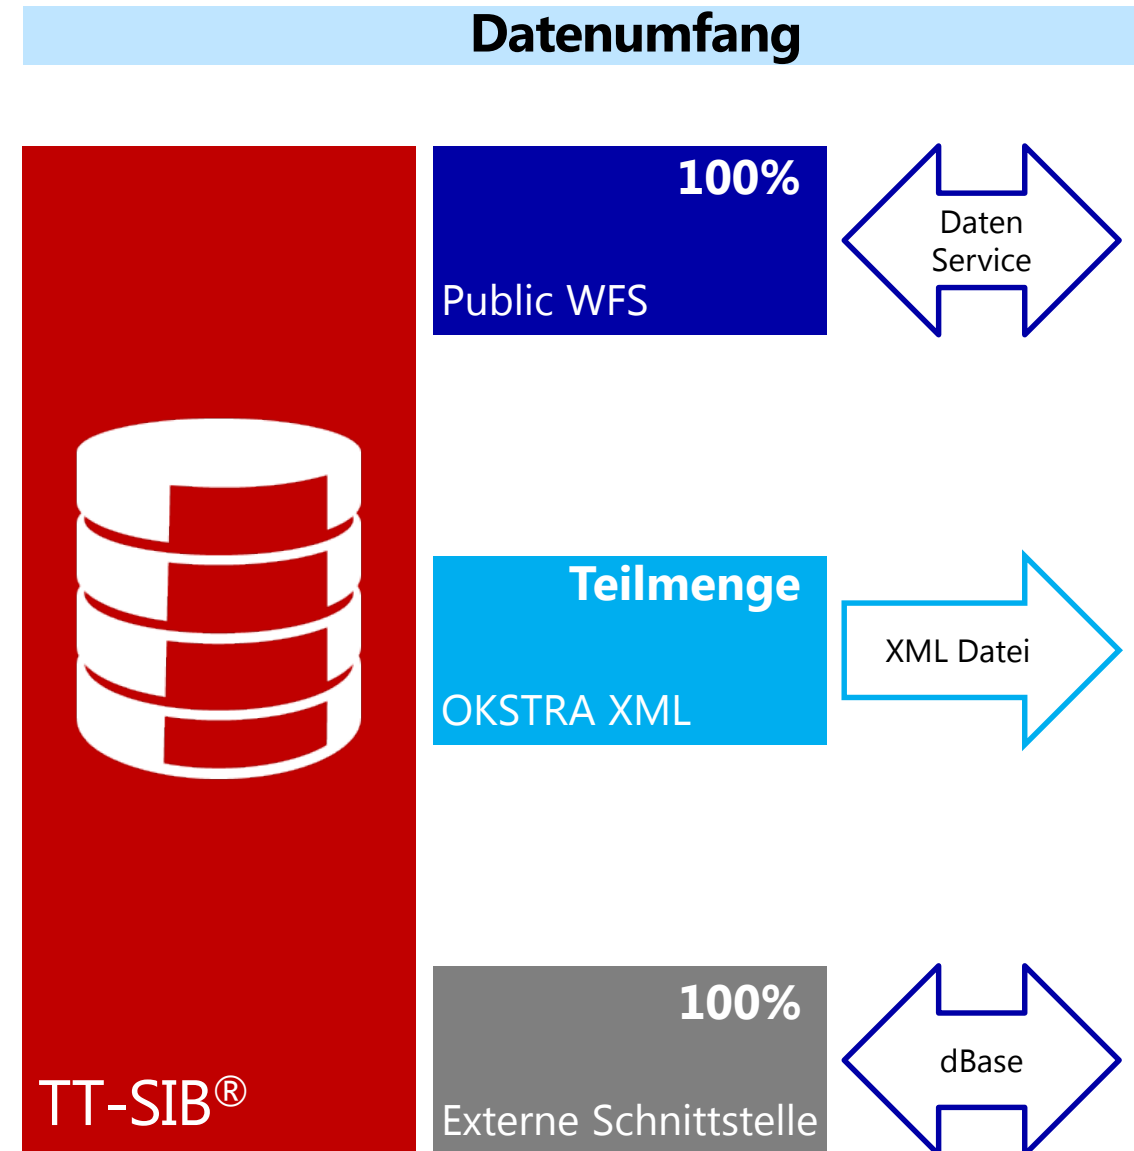 Datenumfang
100%
Public WFS
Daten
Service
Teilmenge
OKSTRA XML
XML Datei
100%
Externe Schnittstelle
dBase
TT-SIB®